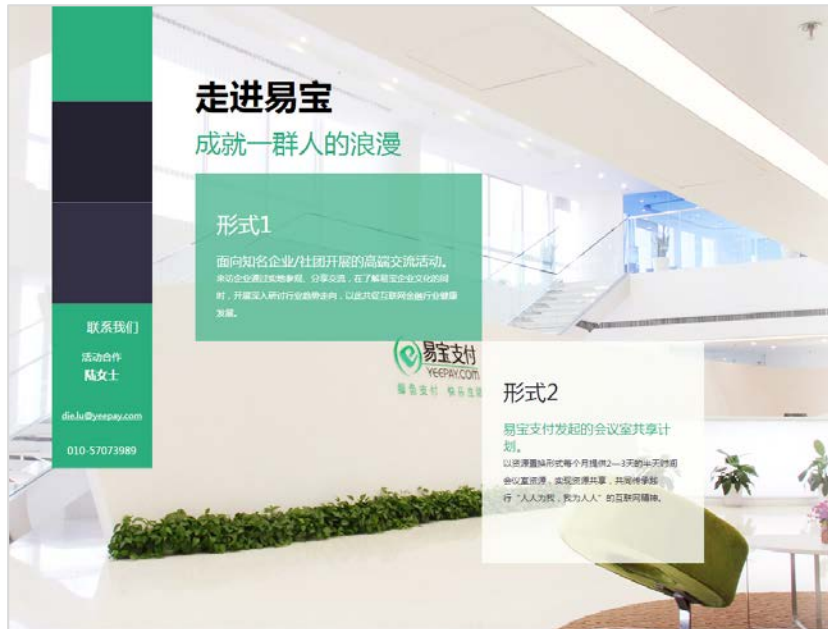 走进易宝
成就一群人的浪漫
形式1
面向知名企业/社团开展的高端交流活动。
来访企业通过实地参观、分享交流，在了解易宝企业文化的同
时，开展深入研讨行业趋势走向，以此共促互联网金融行业健康
发展。
联系我们
活动合作
陆女士
die.lu@yeepay.com
010-57073989
易宝支付
YEEPAY.COM
形式2
易宝支付发起的会议室共享计
划。
以资源置换形式每个月提供2—3天的半天时间
会议室资源，实现资源共享，共同传承践
行“人人为我，我为人人”的互联网精神。